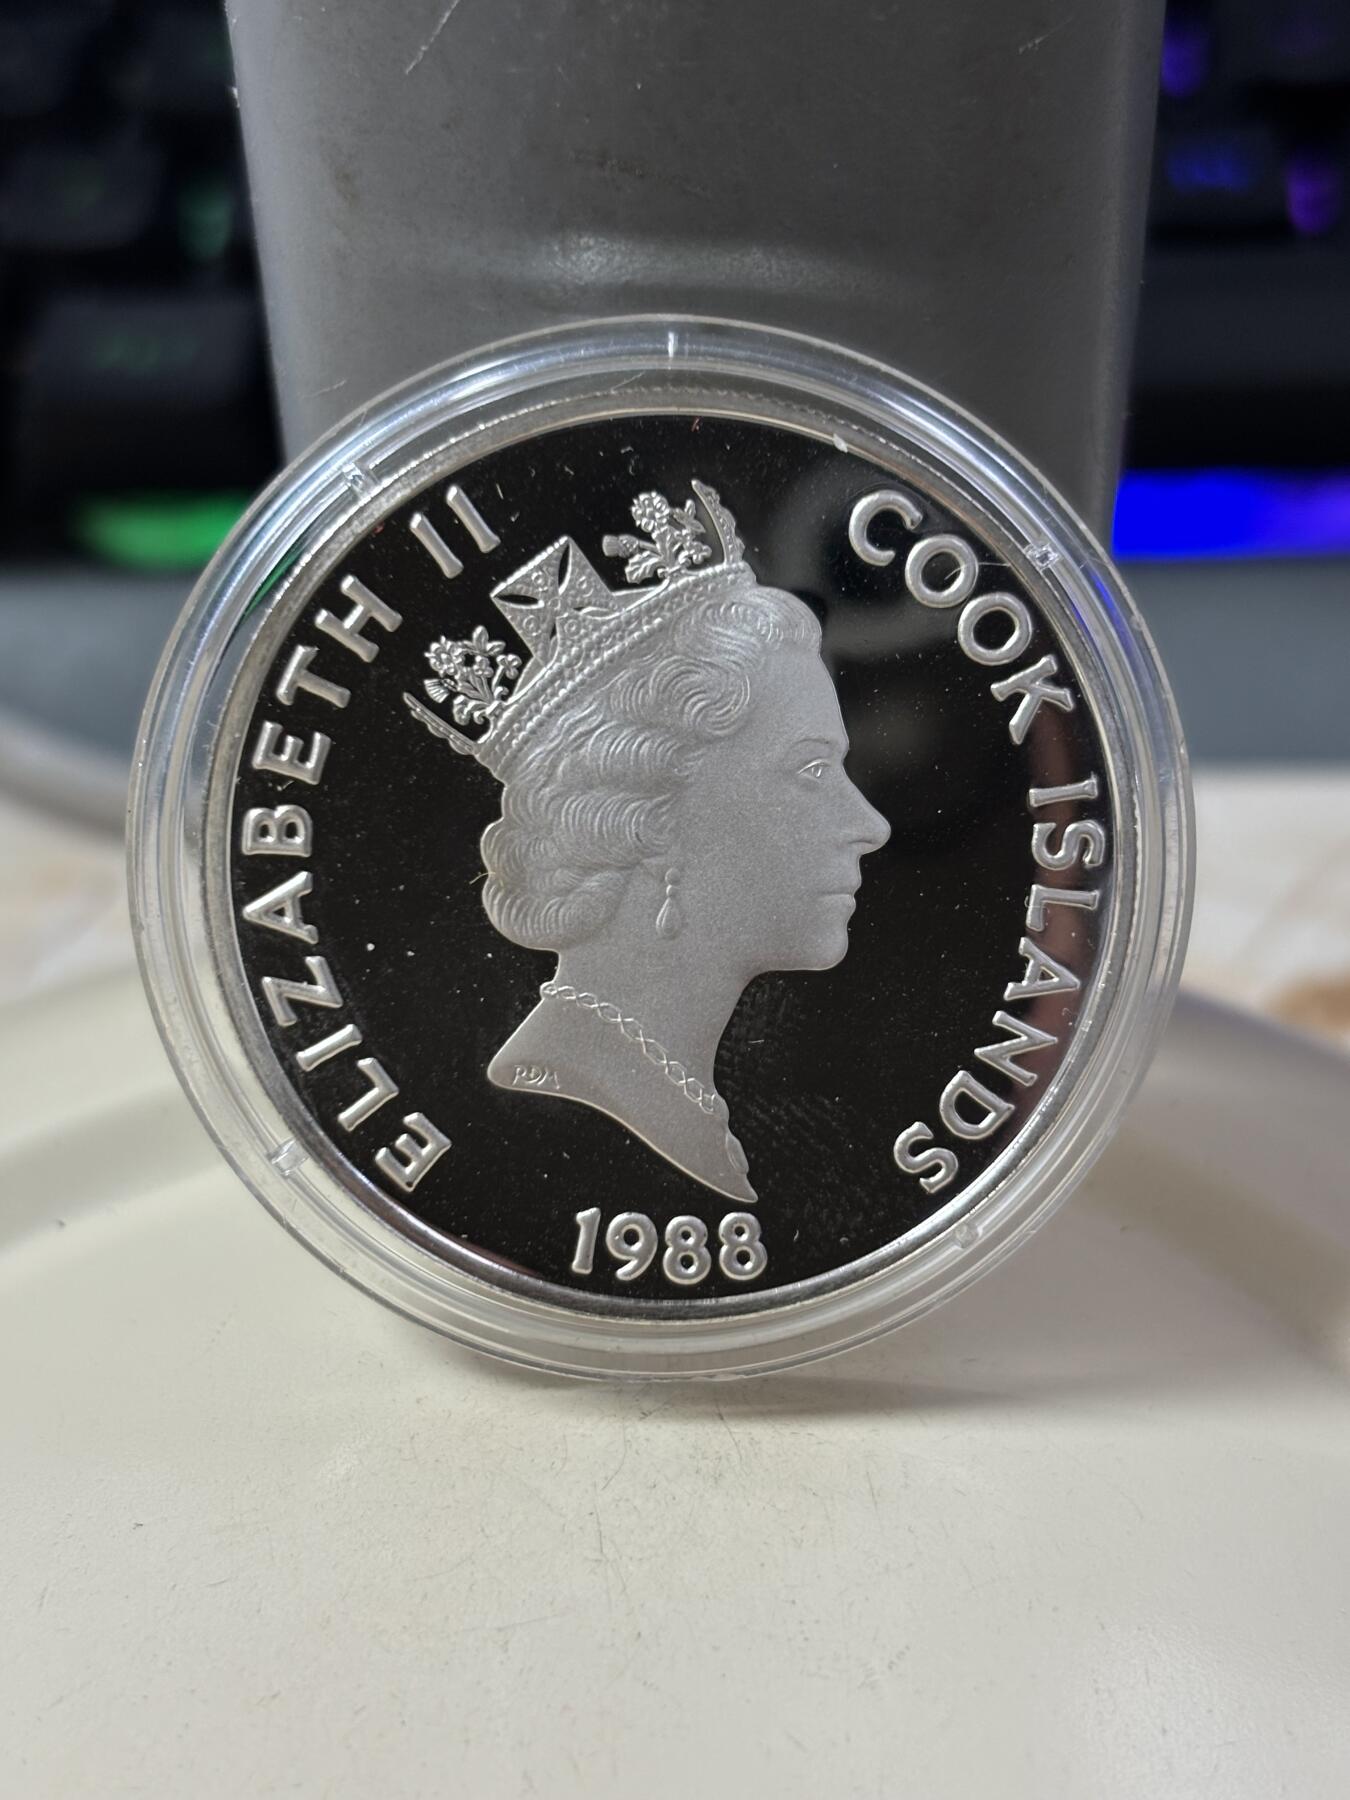 ELIZABETH II
COOK ISLANDS
RDM
1988